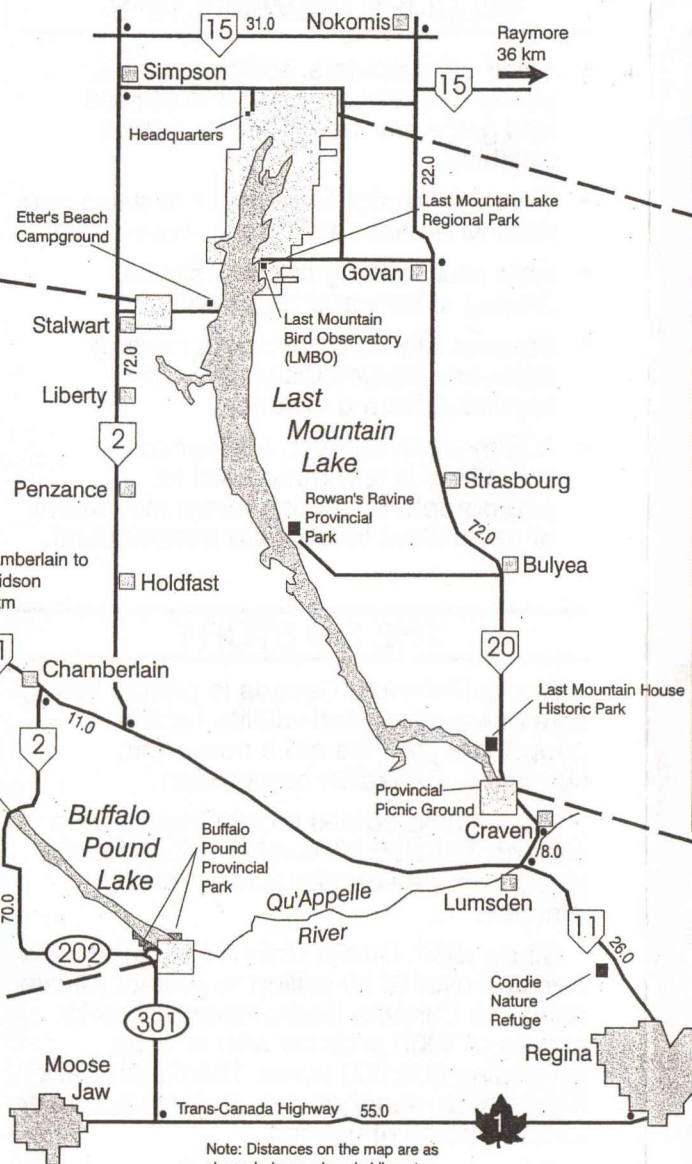 15
31.0
Nokomis
Raymore
36 km
Simpson
15
Headquarters
22.0
Last Mountain Lake
Regional Park
Etter's Beach
Campground
Govan
Stalwart
Last Mountain
Bird Observatory
(LMBO)
72.0
Liberty
Last
Mountain
Lake
2
Strasbourg
Penzance
Rowan's Ravine
Provincial
Park
72.0
Bulyea
amberlain to
idson
km
Holdfast
20
1
Chamberlain
Last Mountain House
Historic Park
11.0
2
Provincial
Picnic Ground
Buffalo
Pound
Lake
Buffalo
Pound
Provincial
Park
Craven
8.0
Qu'Appelle
River
Lumsden
70.0
11
202
26.0
Condie
Nature
Refuge
301
Regina
Moose
Jaw
Trans-Canada Highway
55.0
1
Note: Distances on the map are as